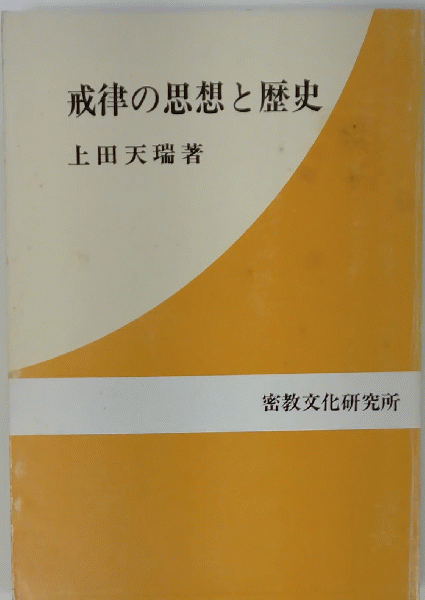 戒律の思想と歴史
上田天瑞著
密教文化研究所